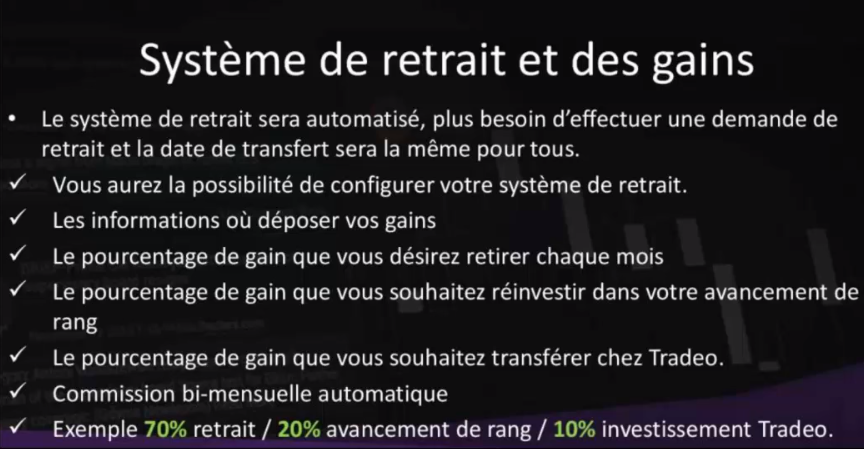 Système de retrait et des gains
• Le système de retrait sera automatisé, plus besoin d'effectuer une demande de
retrait et la date de transfert sera la même pour tous.
✓ Vous aurez la possibilité de configurer votre système de retrait.
✓ Les informations où déposer vos gains
✓ Le pourcentage de gain que vous désirez retirer chaque mois
✓ Le pourcentage de gain que vous souhaitez réinvestir dans votre avancement de
rang
✓ Le pourcentage de gain que vous souhaitez transférer chez Tradeo.
✓ Commission bi-mensuelle automatique
✓ Exemple 70% retrait / 20% avancement de rang / 10% investissement Tradeo.